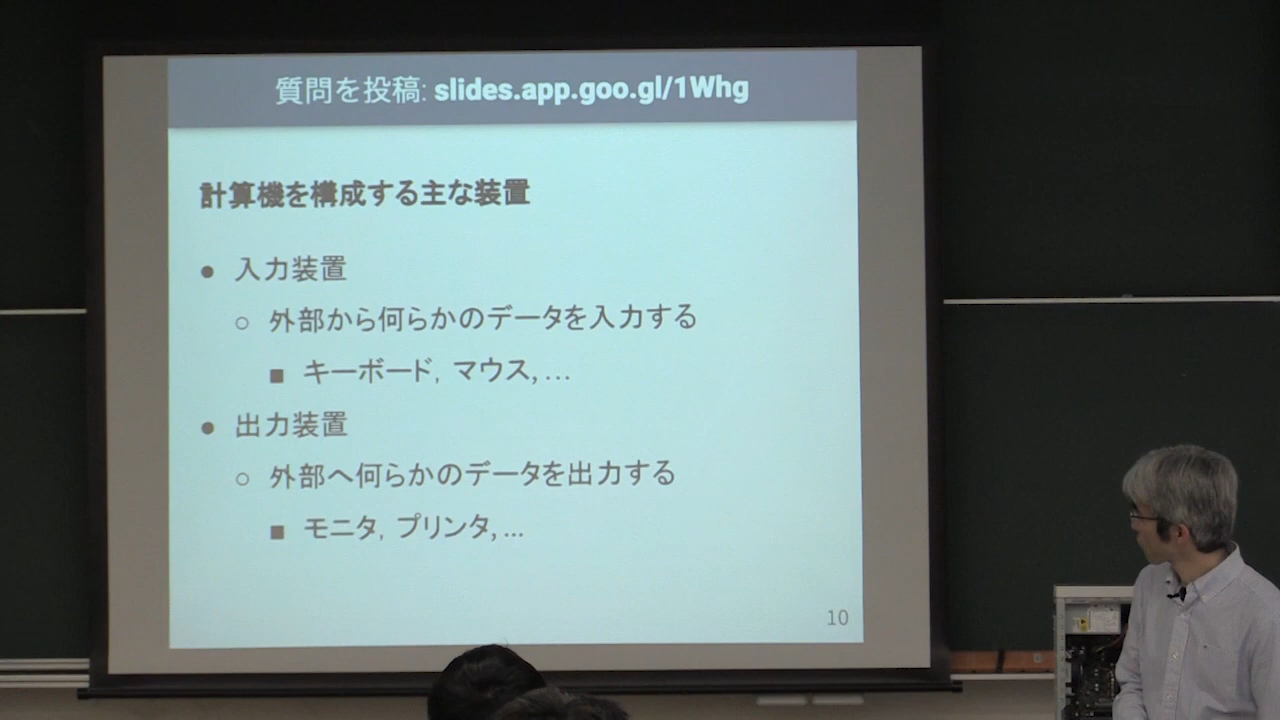 質問を投稿: slides.app.goo.gl/1Whg
計算機を構成する主な装置
● 入力装置
○ 外部から何らかのデータを入力する
■ キーボード, マウス, ...
● 出力装置
○ 外部へ何らかのデータを出力する
■ モニタ, プリンタ, ...
10